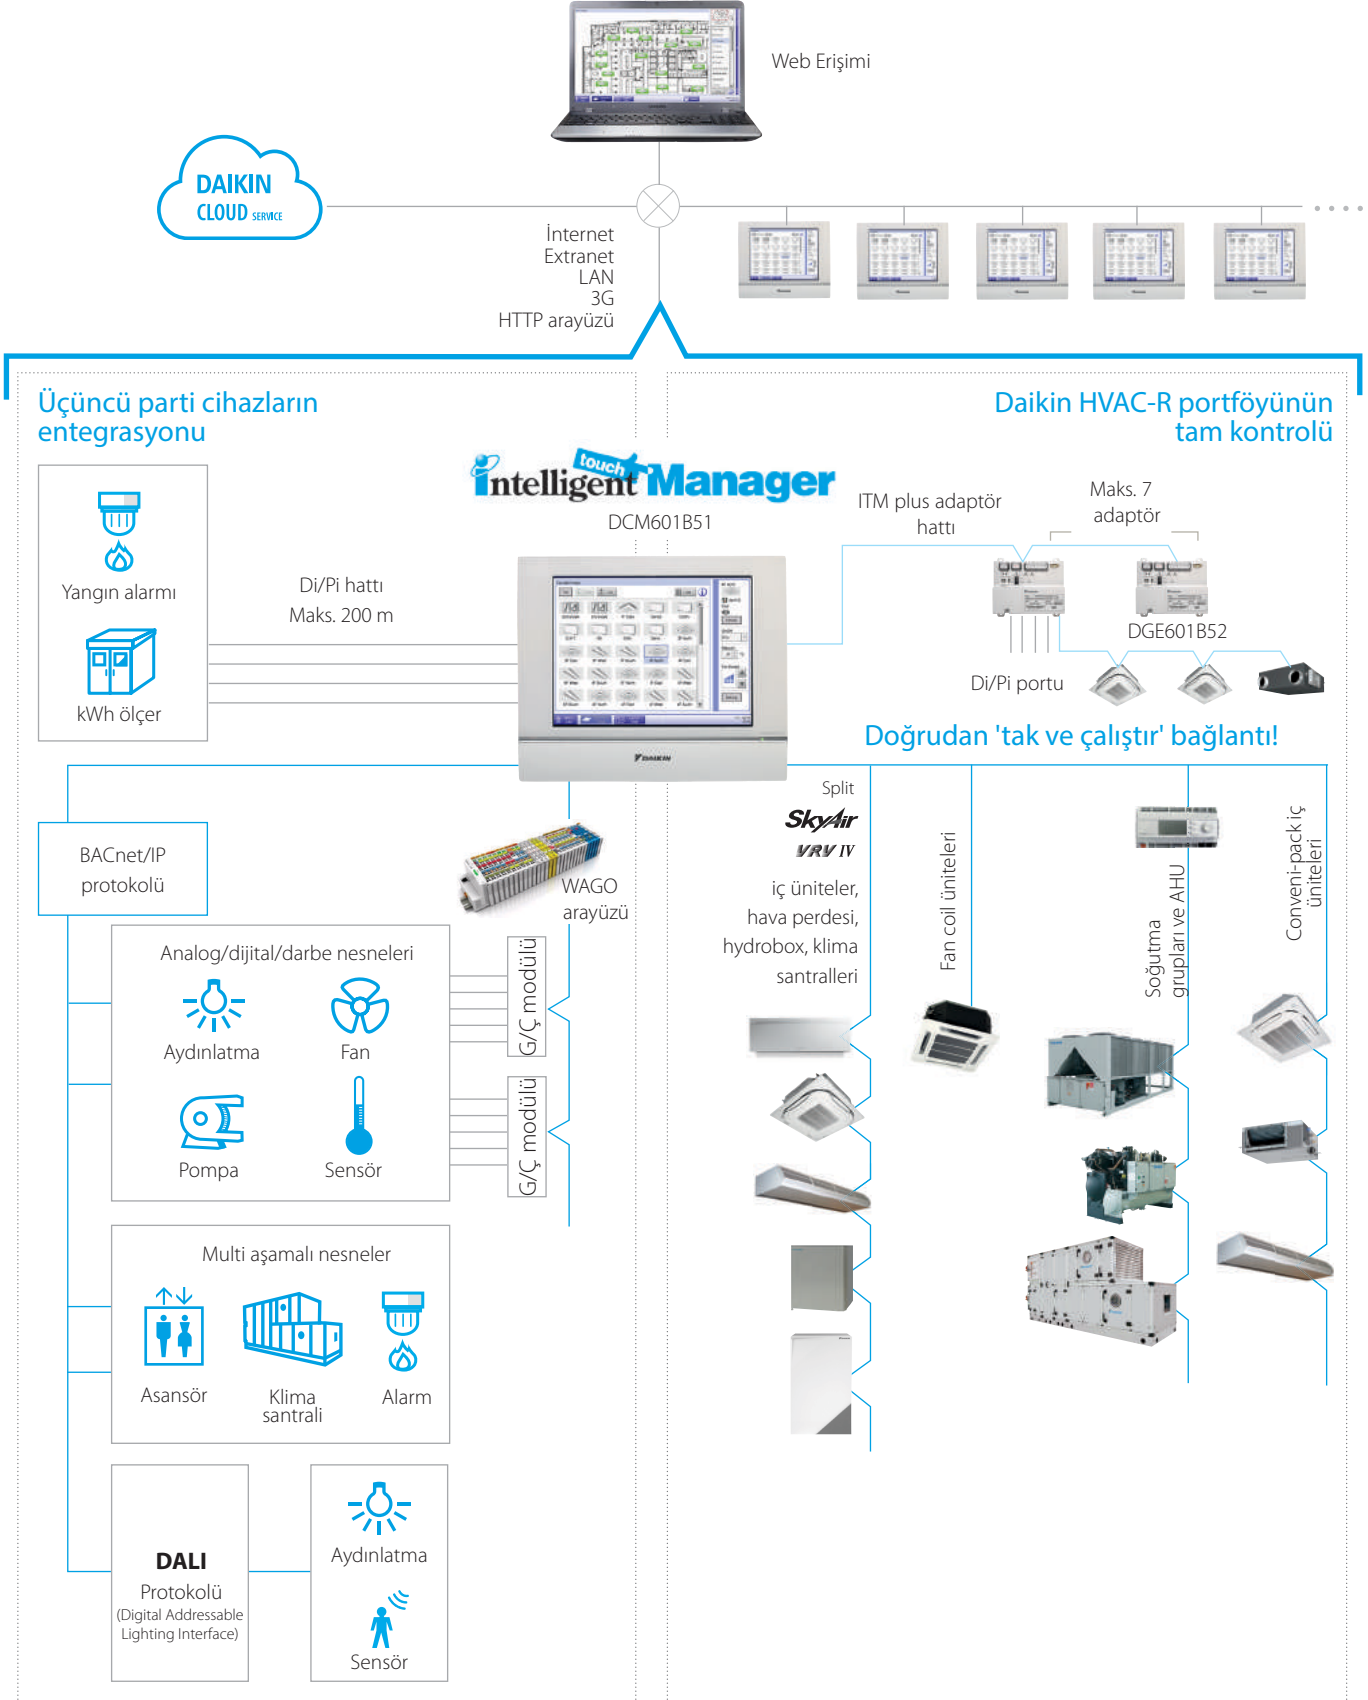 Web Erişimi
DAIKIN
CLOUD SERVICE
İnternet
Extranet
LAN
3G
HTTP arayüzü
Üçüncü parti cihazların
entegrasyonu
Daikin HVAC-R portföyünün
tam kontrolü
intelligent touch Manager
DCM601B51
ITM plus adaptör
hattı
Maks. 7
adaptör
Yangın alarmı
kWh ölçer
Di/Pi hattı
Maks. 200 m
DGE601B52
Di/Pi portu
DAIKIN
Doğrudan 'tak ve çalıştır' bağlantı!
BACnet/IP
protokolü
WAGO
arayüzü
Split
SkyAir
VRV IV
iç üniteler,
hava perdesi,
hydrobox, klima
santralleri
Fan coil üniteleri
Soğutma
grupları ve AHU
Conveni-pack iç
üniteleri
Analog/dijital/darbe nesneleri
Aydınlatma
Fan
Pompa
Sensör
G/Ç modülü
G/Ç modülü
Multi aşamalı nesneler
Asansör
Klima
santrali
Alarm
DALI
Protokolü
(Digital Addressable
Lighting Interface)
Aydınlatma
Sensör